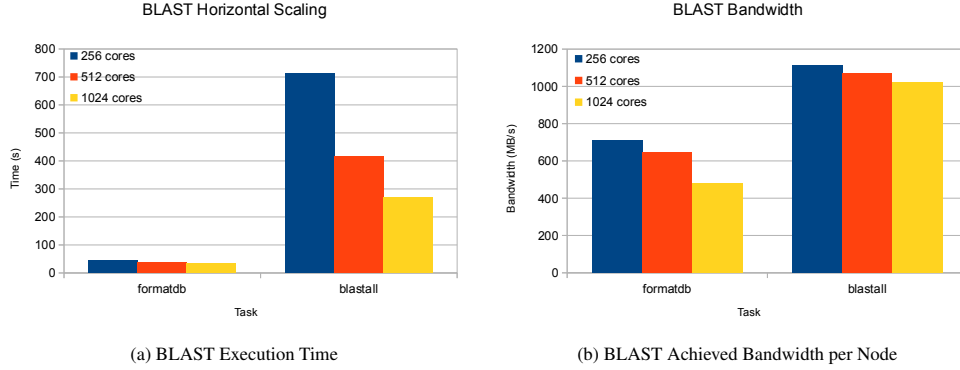 BLAST Horizontal Scaling
800
700
600
500
400
300
200
100
0
Time (s)
256 cores
512 cores
1024 cores
formatdb
blastall
Task
(a) BLAST Execution Time
BLAST Bandwidth
1200
1000
800
600
400
200
0
Bandwidth (MB/s)
256 cores
512 cores
1024 cores
formatdb
blastall
Task
(b) BLAST Achieved Bandwidth per Node